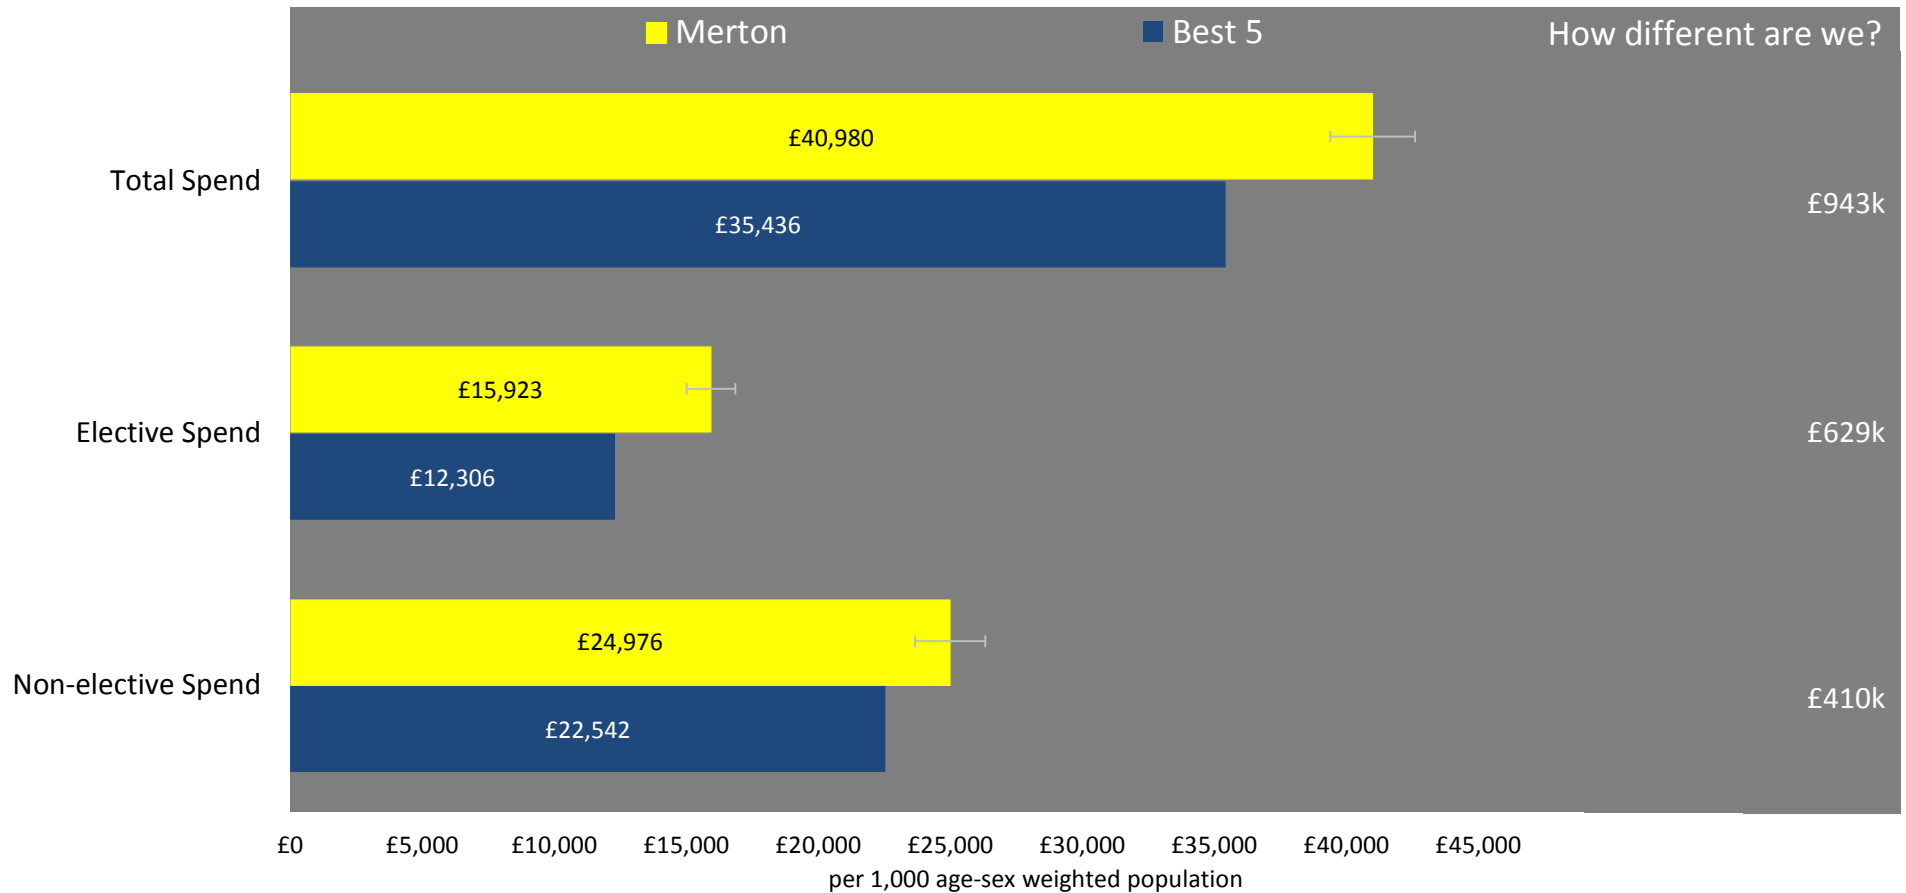 Merton
Best 5
How different are we?
Total Spend
£40,980
£35,436
£943k
Elective Spend
£15,923
£12,306
£629k
Non-elective Spend
£24,976
£22,542
£410k
£0 £5,000 £10,000 £15,000 £20,000 £25,000 £30,000 £35,000 £40,000 £45,000
per 1,000 age-sex weighted population